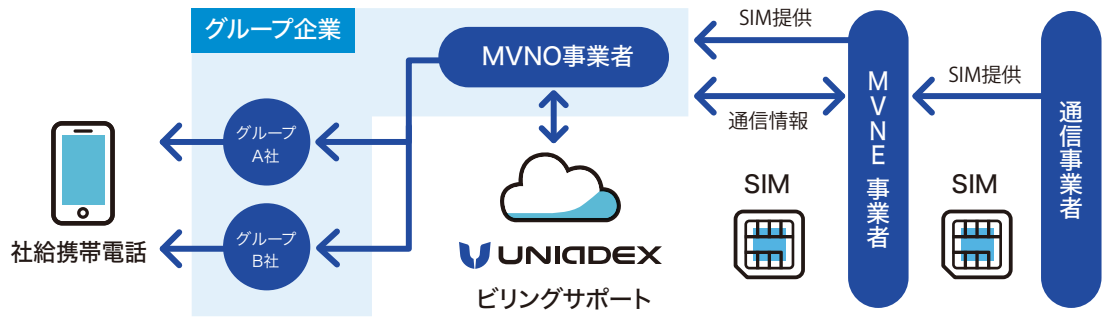 グループ企業
MVNO事業者
SIM提供
通信情報
MVNE 事業者
SIM提供
通信事業者
グループ
A社
グループ
B社
社給携帯電話
SIM
SIM
UNIADEX
ビリングサポート